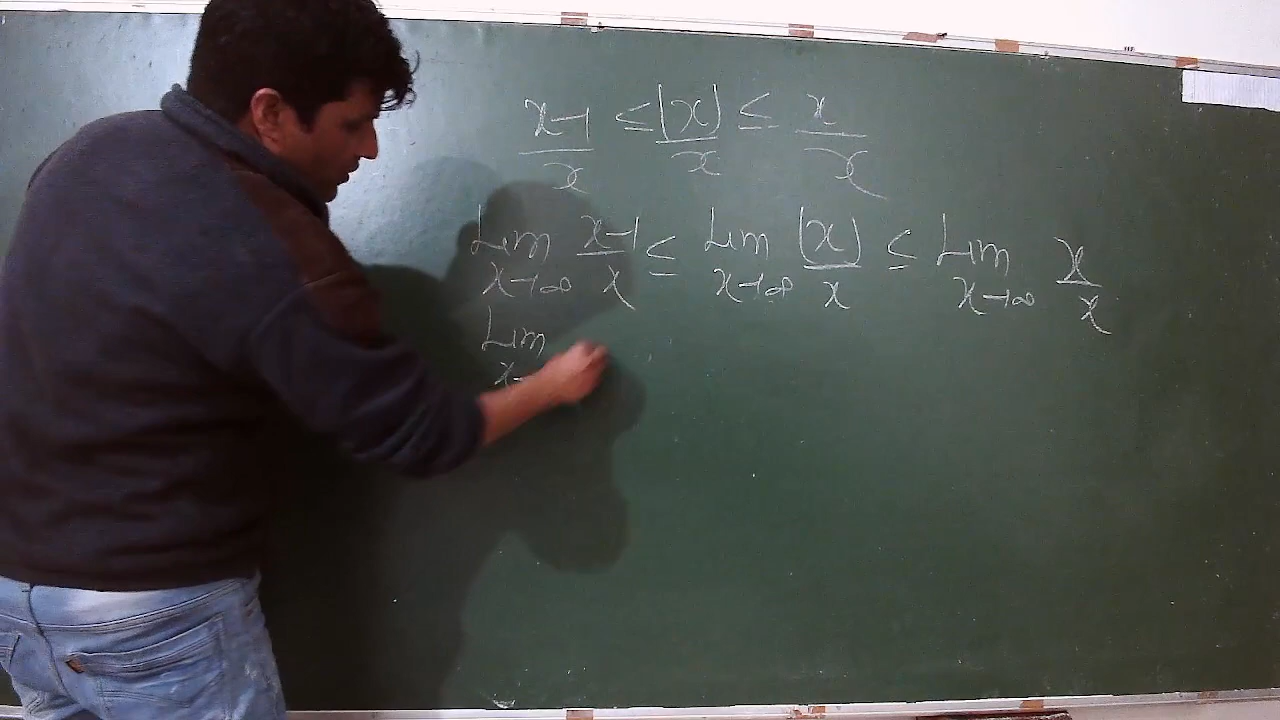 x-1/x ≤ ⌊x⌋/x ≤ x/x
Lim x→∞ x-1/x ≤ Lim x→∞ ⌊x⌋/x ≤ Lim x→∞ x/x
Lim x→